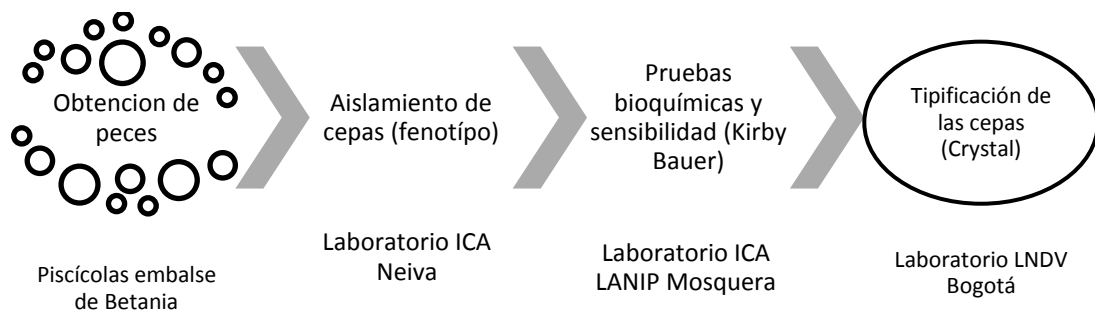 Obtencion de
peces
Aislamiento de
cepas (fenotípo)
Pruebas
bioquímicas y
sensibilidad (Kirby
Bauer)
Tipificación de
las cepas
(Crystal)
Piscícolas embalse
de Betania
Laboratorio ICA
Neiva
Laboratorio ICA
LANIP Mosquera
Laboratorio LNDV
Bogotá